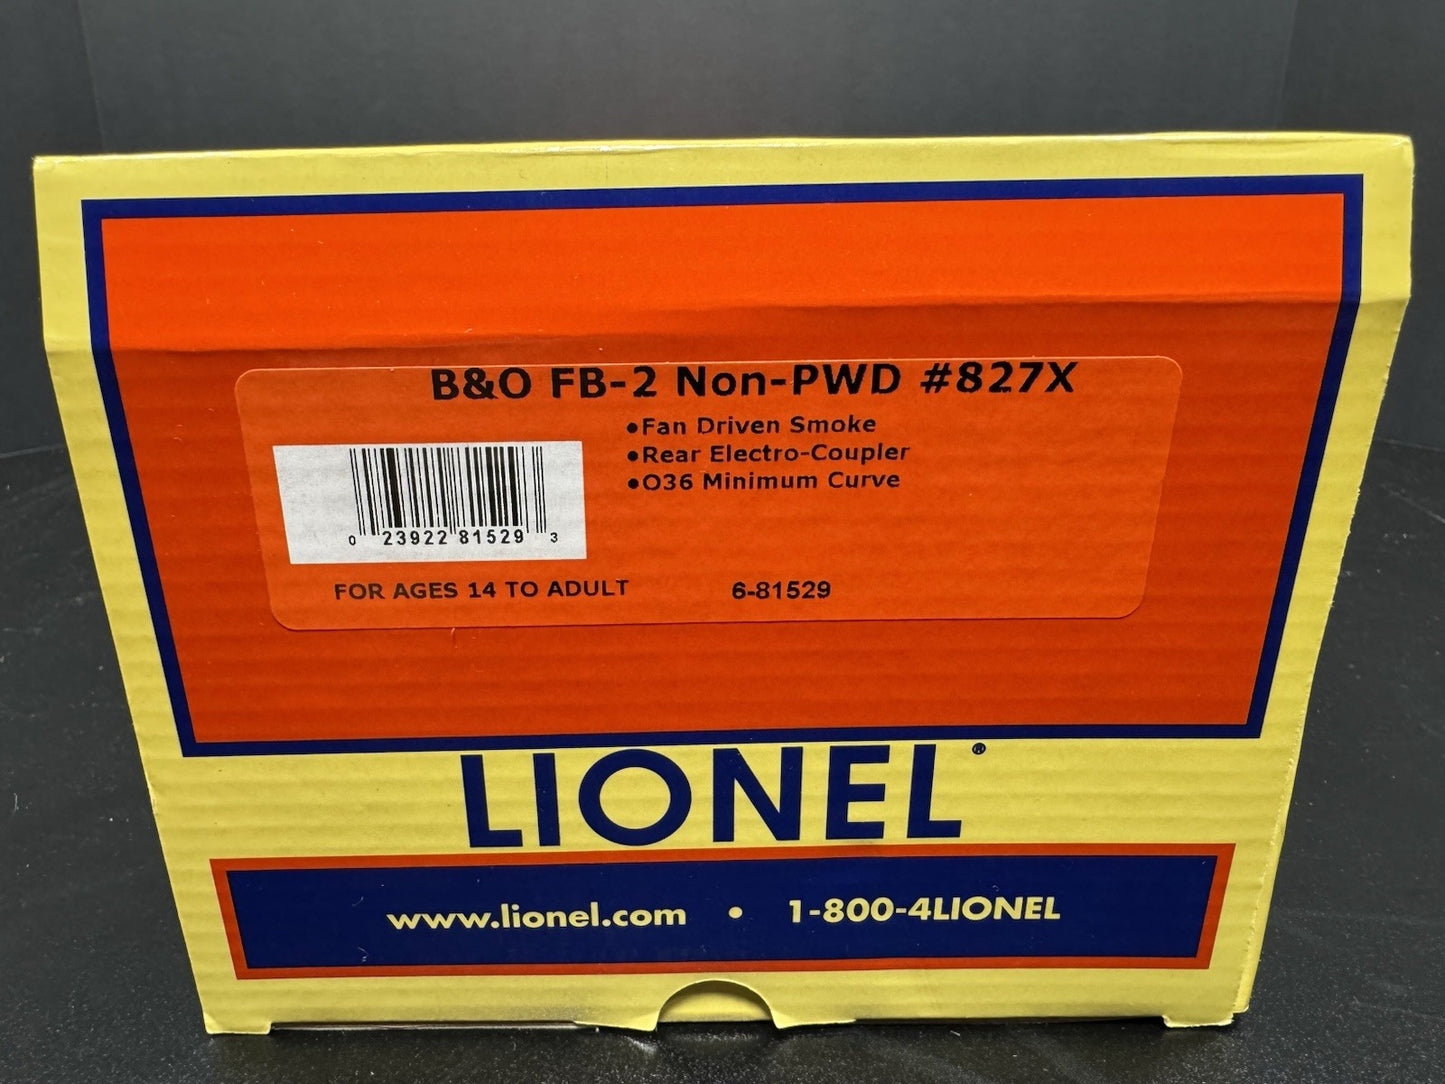 B&O FB-2 Non-PWD #827X
•Fan Driven Smoke
•Rear Electro-Coupler
•O36 Minimum Curve
0 23922 81529 3
FOR AGES 14 TO ADULT 6-81529
LIONEL®
www.lionel.com • 1-800-4LIONEL